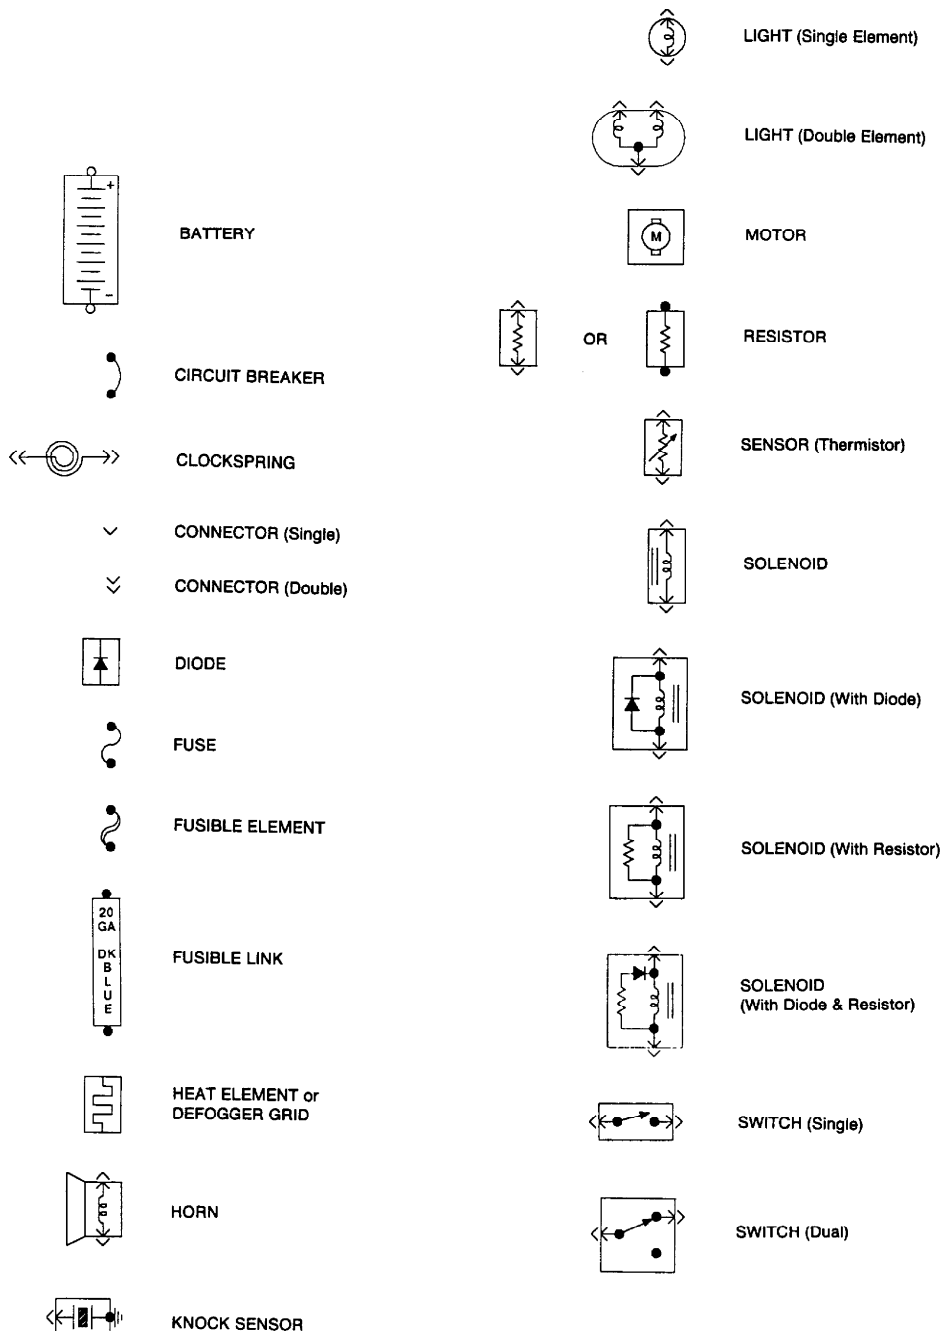 BATTERY
+
-
CIRCUIT BREAKER
CLOCKSPRING
CONNECTOR (Single)
CONNECTOR (Double)
DIODE
FUSE
FUSIBLE ELEMENT
20
GA
DK
B
L
U
E
FUSIBLE LINK
HEAT ELEMENT or
DEFOGGER GRID
HORN
KNOCK SENSOR
LIGHT (Single Element)
LIGHT (Double Element)
M
MOTOR
OR
RESISTOR
SENSOR (Thermistor)
SOLENOID
SOLENOID (With Diode)
SOLENOID (With Resistor)
SOLENOID
(With Diode & Resistor)
SWITCH (Single)
SWITCH (Dual)